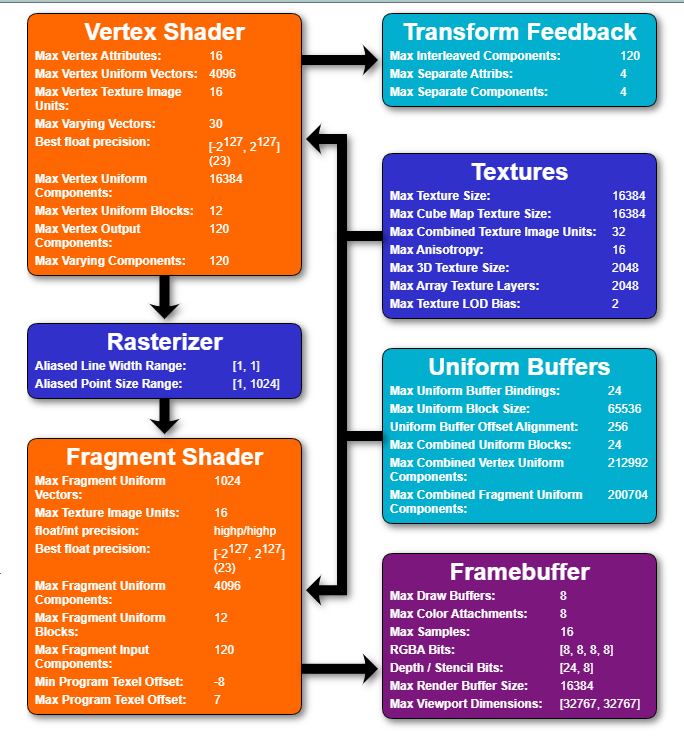 Vertex Shader
Max Vertex Attributes: 16
Max Vertex Uniform Vectors: 4096
Max Vertex Texture Image 16
Units:
Max Varying Vectors: 30
Best float precision: [-2^127, 2^127]
(23)
Max Vertex Uniform 16384
Components:
Max Vertex Uniform Blocks: 12
Max Vertex Output 120
Components:
Max Varying Components: 120
Transform Feedback
Max Interleaved Components: 120
Max Separate Attribs: 4
Max Separate Components: 4
Textures
Max Texture Size: 16384
Max Cube Map Texture Size: 16384
Max Combined Texture Image Units: 32
Max Anisotropy: 16
Max 3D Texture Size: 2048
Max Array Texture Layers: 2048
Max Texture LOD Bias: 2
Rasterizer
Aliased Line Width Range: [1, 1]
Aliased Point Size Range: [1, 1024]
Uniform Buffers
Max Uniform Buffer Bindings: 24
Max Uniform Block Size: 65536
Uniform Buffer Offset Alignment: 256
Max Combined Uniform Blocks: 24
Max Combined Vertex Uniform 212992
Components:
Max Combined Fragment Uniform 200704
Components:
Fragment Shader
Max Fragment Uniform 1024
Vectors:
Max Texture Image Units: 16
float/int precision: highp/highp
Best float precision: [-2^127, 2^127]
(23)
Max Fragment Uniform 4096
Components:
Max Fragment Uniform 12
Blocks:
Max Fragment Input 120
Components:
Min Program Texel Offset: -8
Max Program Texel Offset: 7
Framebuffer
Max Draw Buffers: 8
Max Color Attachments: 8
Max Samples: 16
RGBA Bits: [8, 8, 8, 8]
Depth / Stencil Bits: [24, 8]
Max Render Buffer Size: 16384
Max Viewport Dimensions: [32767, 32767]